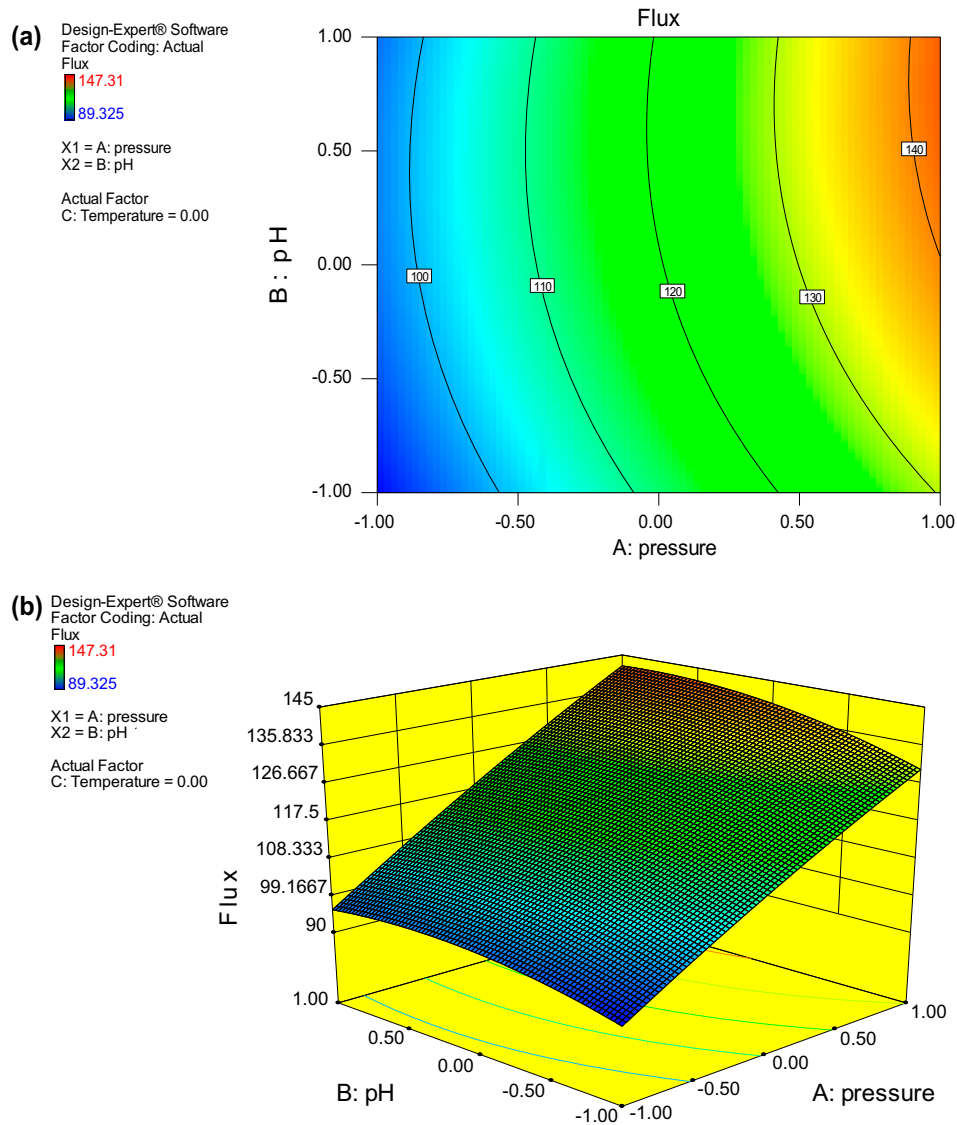 (a)
Design-Expert® Software
Factor Coding: Actual
Flux
147.31
89.325
X1 = A: pressure
X2 = B: pH
Actual Factor
C: Temperature = 0.00
Flux
1.00
0.50
0.00
-0.50
-1.00
B: pH
140
100
110
120
130
-1.00
-0.50
0.00
0.50
1.00
A: pressure
(b)
Design-Expert® Software
Factor Coding: Actual
Flux
147.31
89.325
X1 = A: pressure
X2 = B: pH
Actual Factor
C: Temperature = 0.00
145
135.833
126.667
117.5
108.333
99.1667
90
Flux
1.00
0.50
0.00
-0.50
-1.00
B: pH
-1.00
-0.50
0.00
0.50
1.00
A: pressure